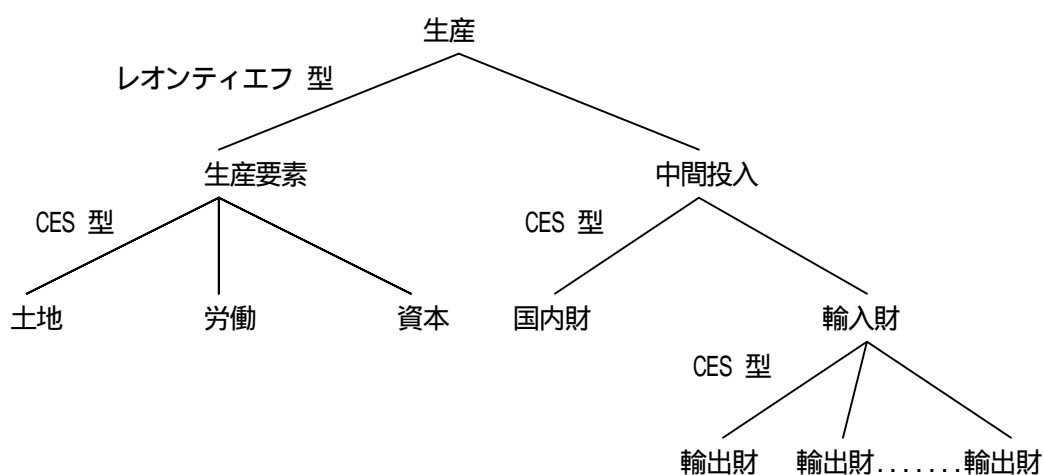 生産
レオンティエフ 型
生産要素
中間投入
CES 型
CES 型
土地
労働
資本
国内財
輸入財
CES 型
輸出財
輸出財.......輸出財